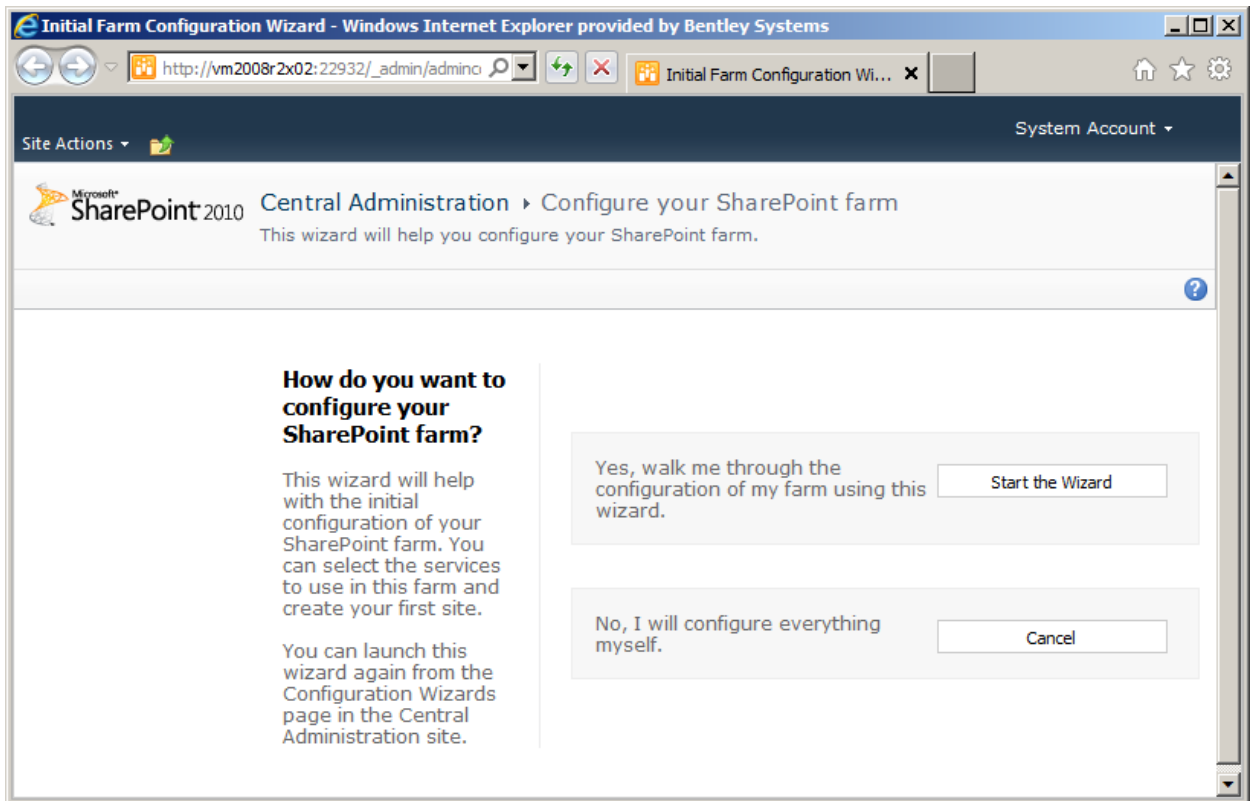 Initial Farm Configuration Wizard - Windows Internet Explorer provided by Bentley Systems
http://vm2008r2x02:22932/_admin/adminc
Initial Farm Configuration Wi...
Site Actions
System Account
Microsoft®
SharePoint 2010
Central Administration
Configure your SharePoint farm
This wizard will help you configure your SharePoint farm.
How do you want to
configure your
SharePoint farm?
This wizard will help
with the initial
configuration of your
SharePoint farm. You
can select the services
to use in this farm and
create your first site.
You can launch this
wizard again from the
Configuration Wizards
page in the Central
Administration site.
Yes, walk me through the
configuration of my farm using this
wizard.
Start the Wizard
No, I will configure everything
myself.
Cancel